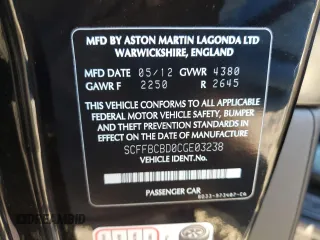 MFD BY ASTON MARTIN LAGONDA LTD
WARWICKSHIRE, ENGLAND
MFD DATE 05/12 GVWR 4380
GAWR F 2250 R 2645
THIS VEHICLE CONFORMS TO ALL APPLICABLE
FEDERAL MOTOR VEHICLE SAFETY, BUMPER
AND THEFT PREVENTION STANDARDS IN
EFFECT ON THE DATE OF MANUFACTURE
SCFFBCBD0CGE03238
VEHICLE IDENT.No.
PASSENGER CAR